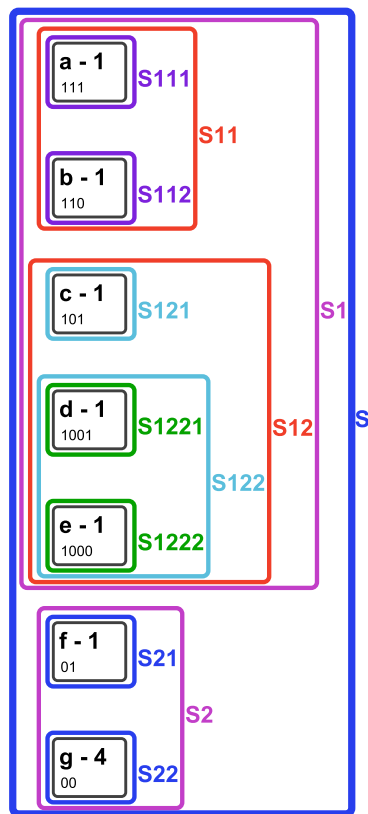 a - 1
111
S111
S11
b - 1
110
S112
c - 1
101
S121
S1
d - 1
1001
S1221
S12
S
S122
e - 1
1000
S1222
f - 1
01
S21
S2
g - 4
00
S22